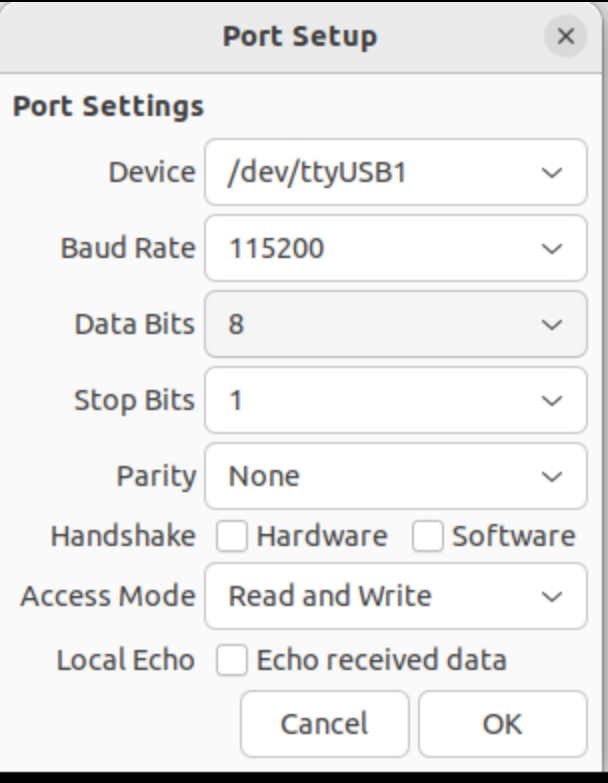 Port Setup
Port Settings
Device /dev/ttyUSB1
Baud Rate 115200
Data Bits 8
Stop Bits 1
Parity None
Handshake Hardware Software
Access Mode Read and Write
Local Echo Echo received data
Cancel OK